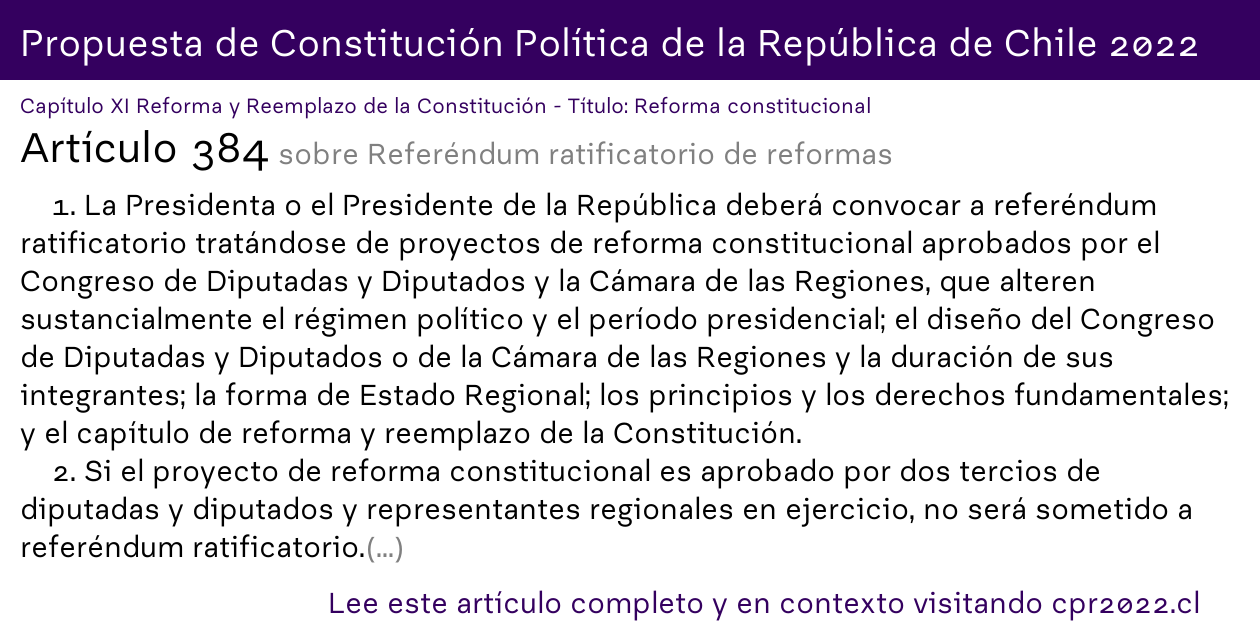 Propuesta de Constitución Política de la República de Chile 2022
Capítulo XI Reforma y Reemplazo de la Constitución - Título: Reforma constitucional
Artículo 384 sobre Referéndum ratificatorio de reformas
1. La Presidenta o el Presidente de la República deberá convocar a referéndum
ratificatorio tratándose de proyectos de reforma constitucional aprobados por el
Congreso de Diputadas y Diputados y la Cámara de las Regiones, que alteren
sustancialmente el régimen político y el período presidencial; el diseño del Congreso
de Diputadas y Diputados o de la Cámara de las Regiones y la duración de sus
integrantes; la forma de Estado Regional; los principios y los derechos fundamentales;
y el capítulo de reforma y reemplazo de la Constitución.
2. Si el proyecto de reforma constitucional es aprobado por dos tercios de
diputadas y diputados y representantes regionales en ejercicio, no será sometido a
referéndum ratificatorio.(...)
Lee este artículo completo y en contexto visitando cpr2022.cl